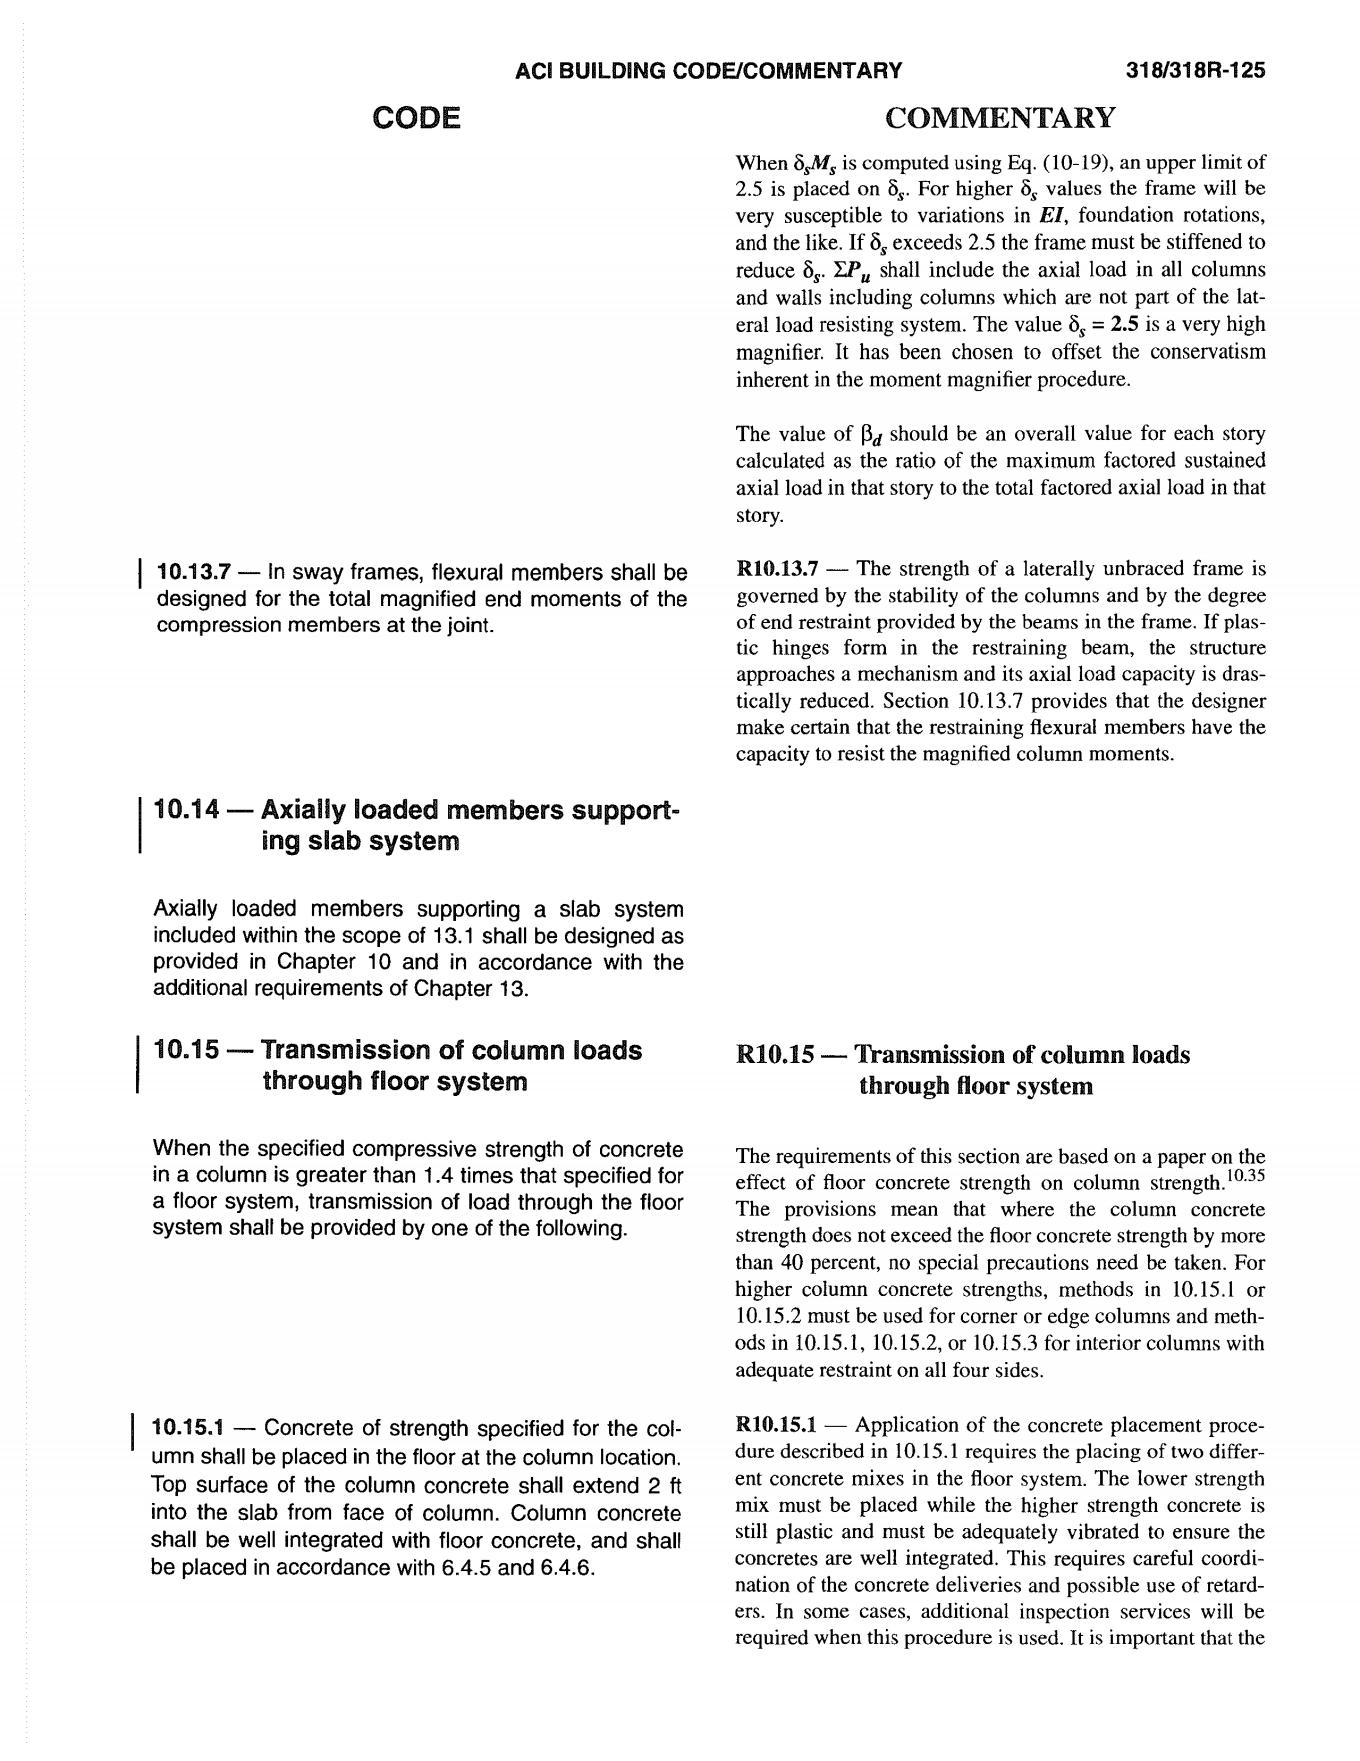 ACI BUILDING CODE/COMMENTARY 318/318R-125
CODE
10.13.7 — In sway frames, flexural members shall be
designed for the total magnified end moments of the
compression members at the joint.
10.14 — Axially loaded members support-
ing slab system
Axially loaded members supporting a slab system
included within the scope of 13.1 shall be designed as
provided in Chapter 10 and in accordance with the
additional requirements of Chapter 13.
10.15 — Transmission of column loads
through floor system
When the specified compressive strength of concrete
in a column is greater than 1.4 times that specified for
a floor system, transmission of load through the floor
system shall be provided by one of the following.
10.15.1 — Concrete of strength specified for the col-
umn shall be placed in the floor at the column location.
Top surface of the column concrete shall extend 2 ft
into the slab from face of column. Column concrete
shall be well integrated with floor concrete, and shall
be placed in accordance with 6.4.5 and 6.4.6.
COMMENTARY
When δsMs is computed using Eq. (10-19), an upper limit of
2.5 is placed on δs. For higher δs values the frame will be
very susceptible to variations in EI, foundation rotations,
and the like. If δs exceeds 2.5 the frame must be stiffened to
reduce δs. ΣPu shall include the axial load in all columns
and walls including columns which are not part of the lat-
eral load resisting system. The value δs = 2.5 is a very high
magnifier. It has been chosen to offset the conservatism
inherent in the moment magnifier procedure.
The value of βd should be an overall value for each story
calculated as the ratio of the maximum factored sustained
axial load in that story to the total factored axial load in that
story.
R10.13.7 — The strength of a laterally unbraced frame is
governed by the stability of the columns and by the degree
of end restraint provided by the beams in the frame. If plas-
tic hinges form in the restraining beam, the structure
approaches a mechanism and its axial load capacity is dras-
tically reduced. Section 10.13.7 provides that the designer
make certain that the restraining flexural members have the
capacity to resist the magnified column moments.
R10.15 — Transmission of column loads
through floor system
The requirements of this section are based on a paper on the
effect of floor concrete strength on column strength.10.35
The provisions mean that where the column concrete
strength does not exceed the floor concrete strength by more
than 40 percent, no special precautions need be taken. For
higher column concrete strengths, methods in 10.15.1 or
10.15.2 must be used for corner or edge columns and meth-
ods in 10.15.1, 10.15.2, or 10.15.3 for interior columns with
adequate restraint on all four sides.
R10.15.1 — Application of the concrete placement proce-
dure described in 10.15.1 requires the placing of two differ-
ent concrete mixes in the floor system. The lower strength
mix must be placed while the higher strength concrete is
still plastic and must be adequately vibrated to ensure the
concretes are well integrated. This requires careful coordi-
nation of the concrete deliveries and possible use of retard-
ers. In some cases, additional inspection services will be
required when this procedure is used. It is important that the